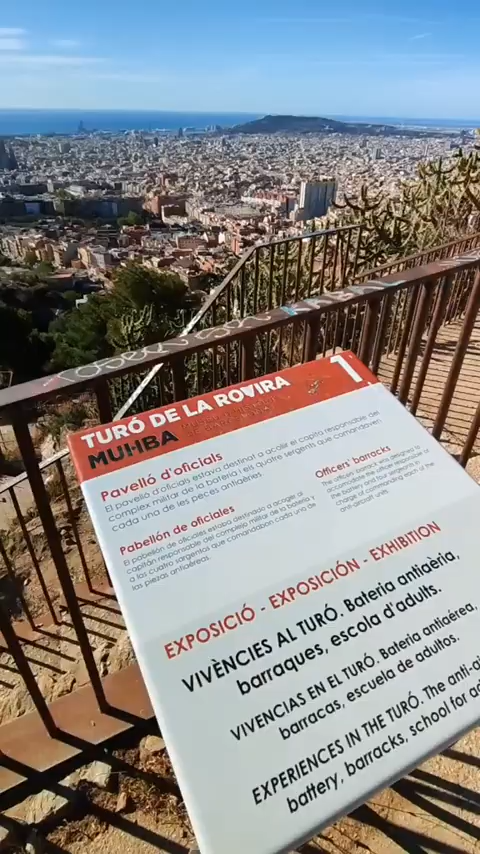 TURÓ DE LA ROVIRA
1
MUHBA
Pavelló d'oficials
El pavelló d'oficials estava destinat a acollir el capità responsable del
complex militar de la bateria i els quatre sergents que comandaven
cada una de les peces antiaèries.
Pabellón de oficiales
El pabellón de oficiales estaba destinado a acoger al
capitán responsable del complejo militar de la batería y
a los cuatro sargentos que comandaban cada una de
las piezas antiaéreas.
Officers' barracks
The officers' barrack was designed to
accomodate the officer responsible of
the battery and four sergeants in
charge of commanding each of the
anti-aircraft units.
EXPOSICIÓ - EXPOSICIÓN - EXHIBITION
VIVÈNCIES AL TURÓ. Bateria antiaèria,
barraques, escola d'adults.
VIVENCIAS EN EL TURÓ. Batería antiaérea,
barracas, escuela de adultos.
EXPERIENCES IN THE TURÓ. The anti-ai
battery, barracks, school for ad